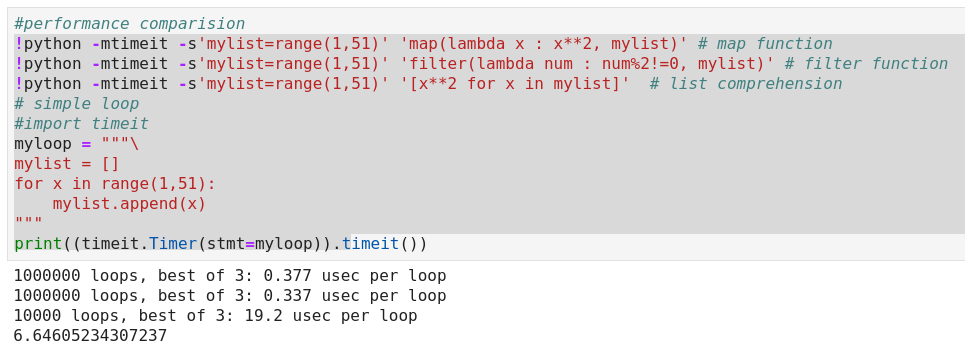 #performance comparision
!python -mtimeit -s'mylist=range(1,51)' 'map(lambda x : x**2, mylist)' # map function
!python -mtimeit -s'mylist=range(1,51)' 'filter(lambda num : num%2!=0, mylist)' # filter function
!python -mtimeit -s'mylist=range(1,51)' '[x**2 for x in mylist]'  # list comprehension
# simple loop
#import timeit
myloop = """\
mylist = []
for x in range(1,51):
    mylist.append(x)
"""
print((timeit.Timer(stmt=myloop)).timeit())
1000000 loops, best of 3: 0.377 usec per loop
1000000 loops, best of 3: 0.337 usec per loop
10000 loops, best of 3: 19.2 usec per loop
6.64605234307237